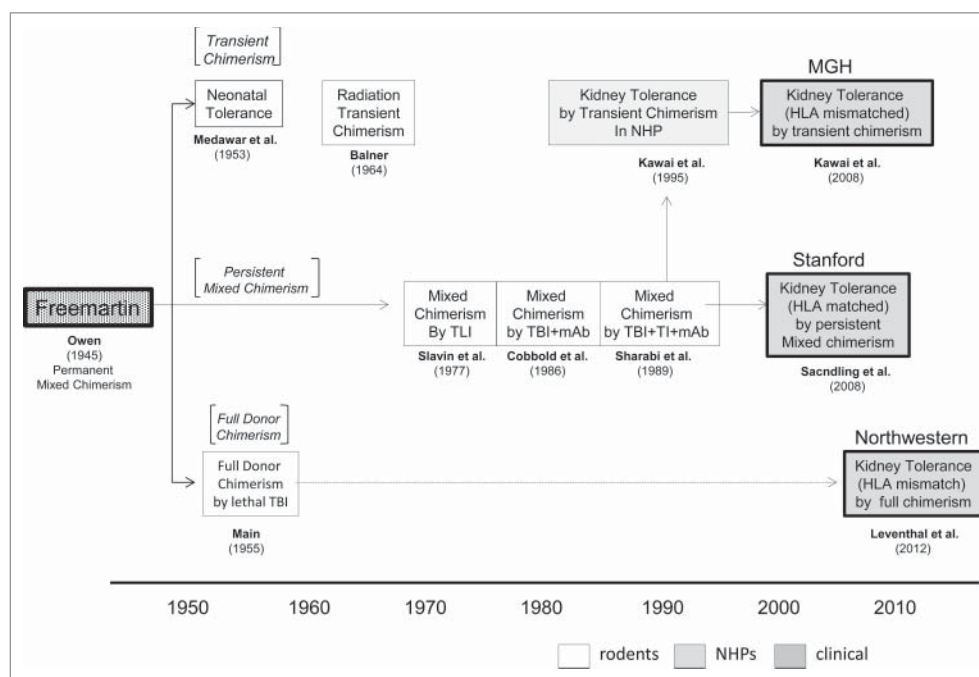 Transient
Chimerism
Neonatal
Tolerance
Medawar et al.
(1953)
Radiation
Transient
Chimerism
Balner
(1964)
Kidney Tolerance
by Transient Chimerism
In NHP
Kawai et al.
(1995)
MGH
Kidney Tolerance
(HLA mismatched)
by transient chimerism
Kawai et al.
(2008)
Freemartin
Owen
(1945)
Permanent
Mixed Chimerism
Persistent
Mixed Chimerism
Mixed
Chimerism
By TLI
Slavin et al.
(1977)
Mixed
Chimerism
by TBI+mAb
Cobbold et al.
(1986)
Mixed
Chimerism
by TBI+TI+mAb
Sharabi et al.
(1989)
Stanford
Kidney Tolerance
(HLA matched)
by persistent
Mixed chimerism
Sacndling et al.
(2008)
Full Donor
Chimerism
Full Donor
Chimerism
by lethal TBI
Main
(1955)
Northwestern
Kidney Tolerance
(HLA mismatch)
by full chimerism
Leventhal et al.
(2012)
1950 1960 1970 1980 1990 2000 2010
rodents NHPs clinical